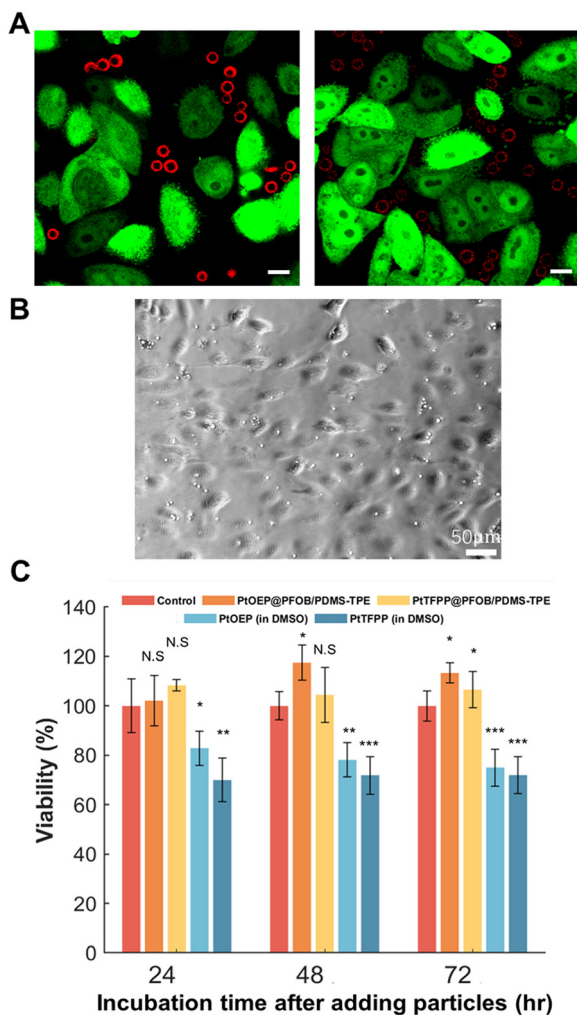 A
B
50μm
C
Control PtOEP@PFOB/PDMS-TPE PtTFPP@PFOB/PDMS-TPE
PtOEP (in DMSO) PtTFPP (in DMSO)
140
120
100
80
60
40
20
0
Viability (%)
N.S
N.S
*
**
*
N.S
**
***
*
*
***
***
24 48 72
Incubation time after adding particles (hr)